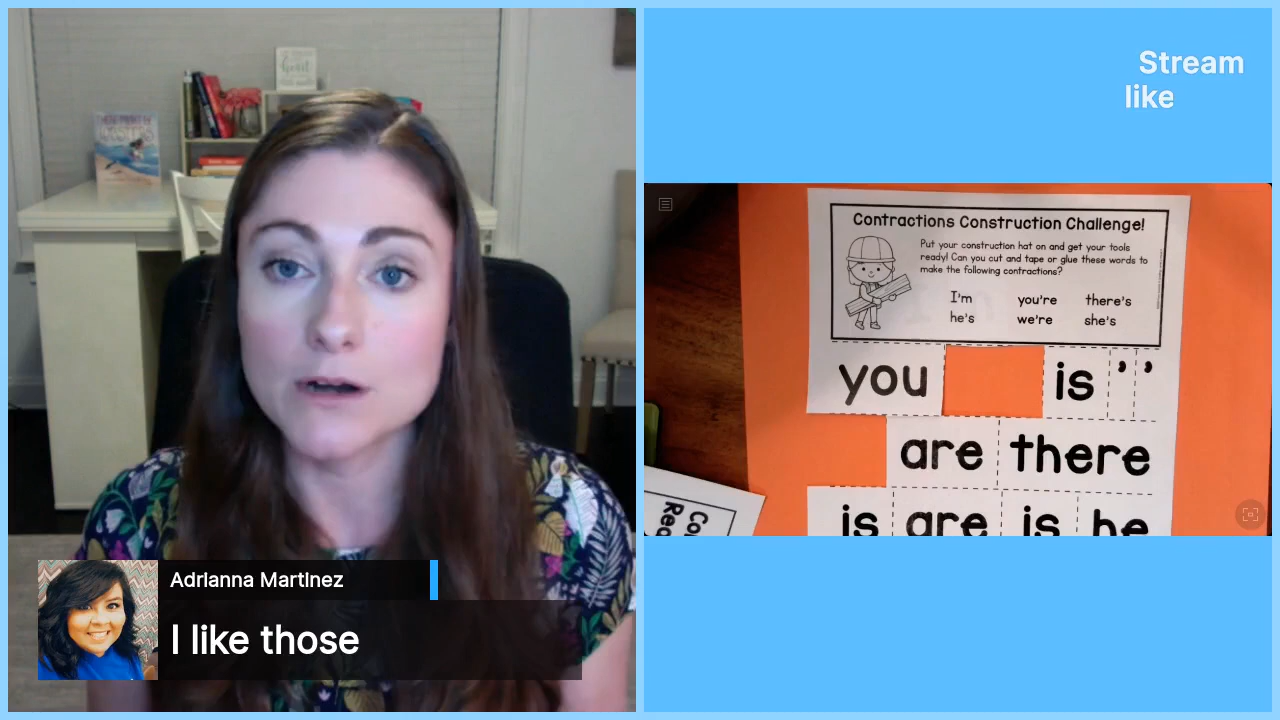 Stream
like
heart
Contractions Construction Challenge!
Put your construction hat on and get your tools
ready! Can you cut and tape or glue these words to
make the following contractions?
I'm you're there's
he's we're she's
you is ' '
are there
is are is he
Adrianna Martinez
I like those